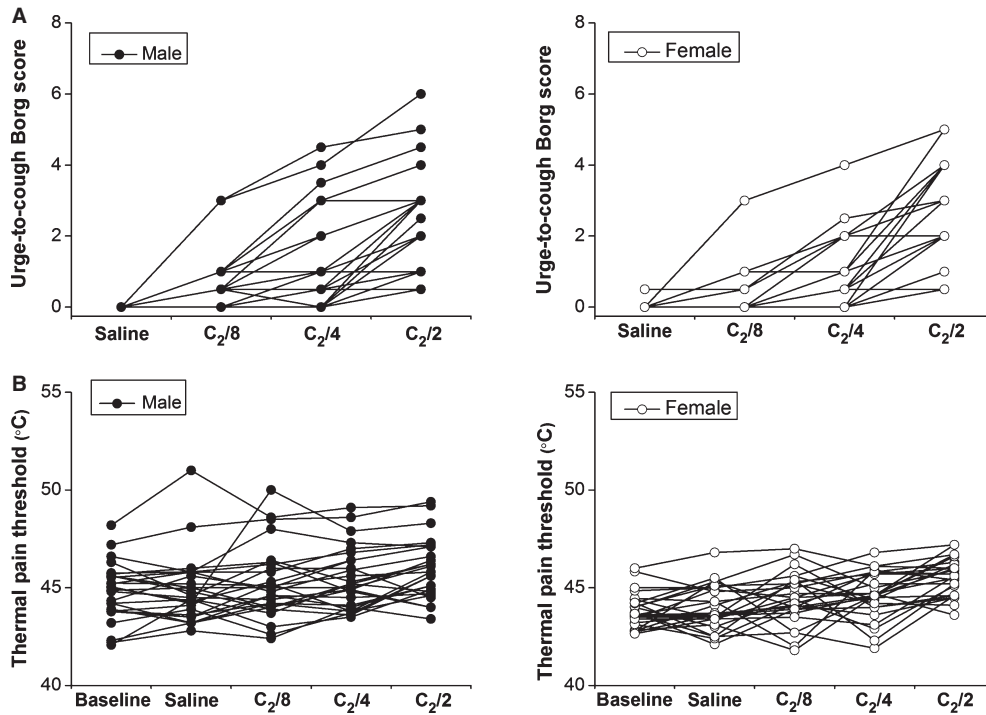 A
Urge-to-cough Borg score
8
6
4
2
0
Male
Saline C₂/8 C₂/4 C₂/2
Urge-to-cough Borg score
8
6
4
2
0
Female
Saline C₂/8 C₂/4 C₂/2
B
Thermal pain threshold (°C)
55
50
45
40
Male
Baseline Saline C₂/8 C₂/4 C₂/2
Thermal pain threshold (°C)
55
50
45
40
Female
Baseline Saline C₂/8 C₂/4 C₂/2